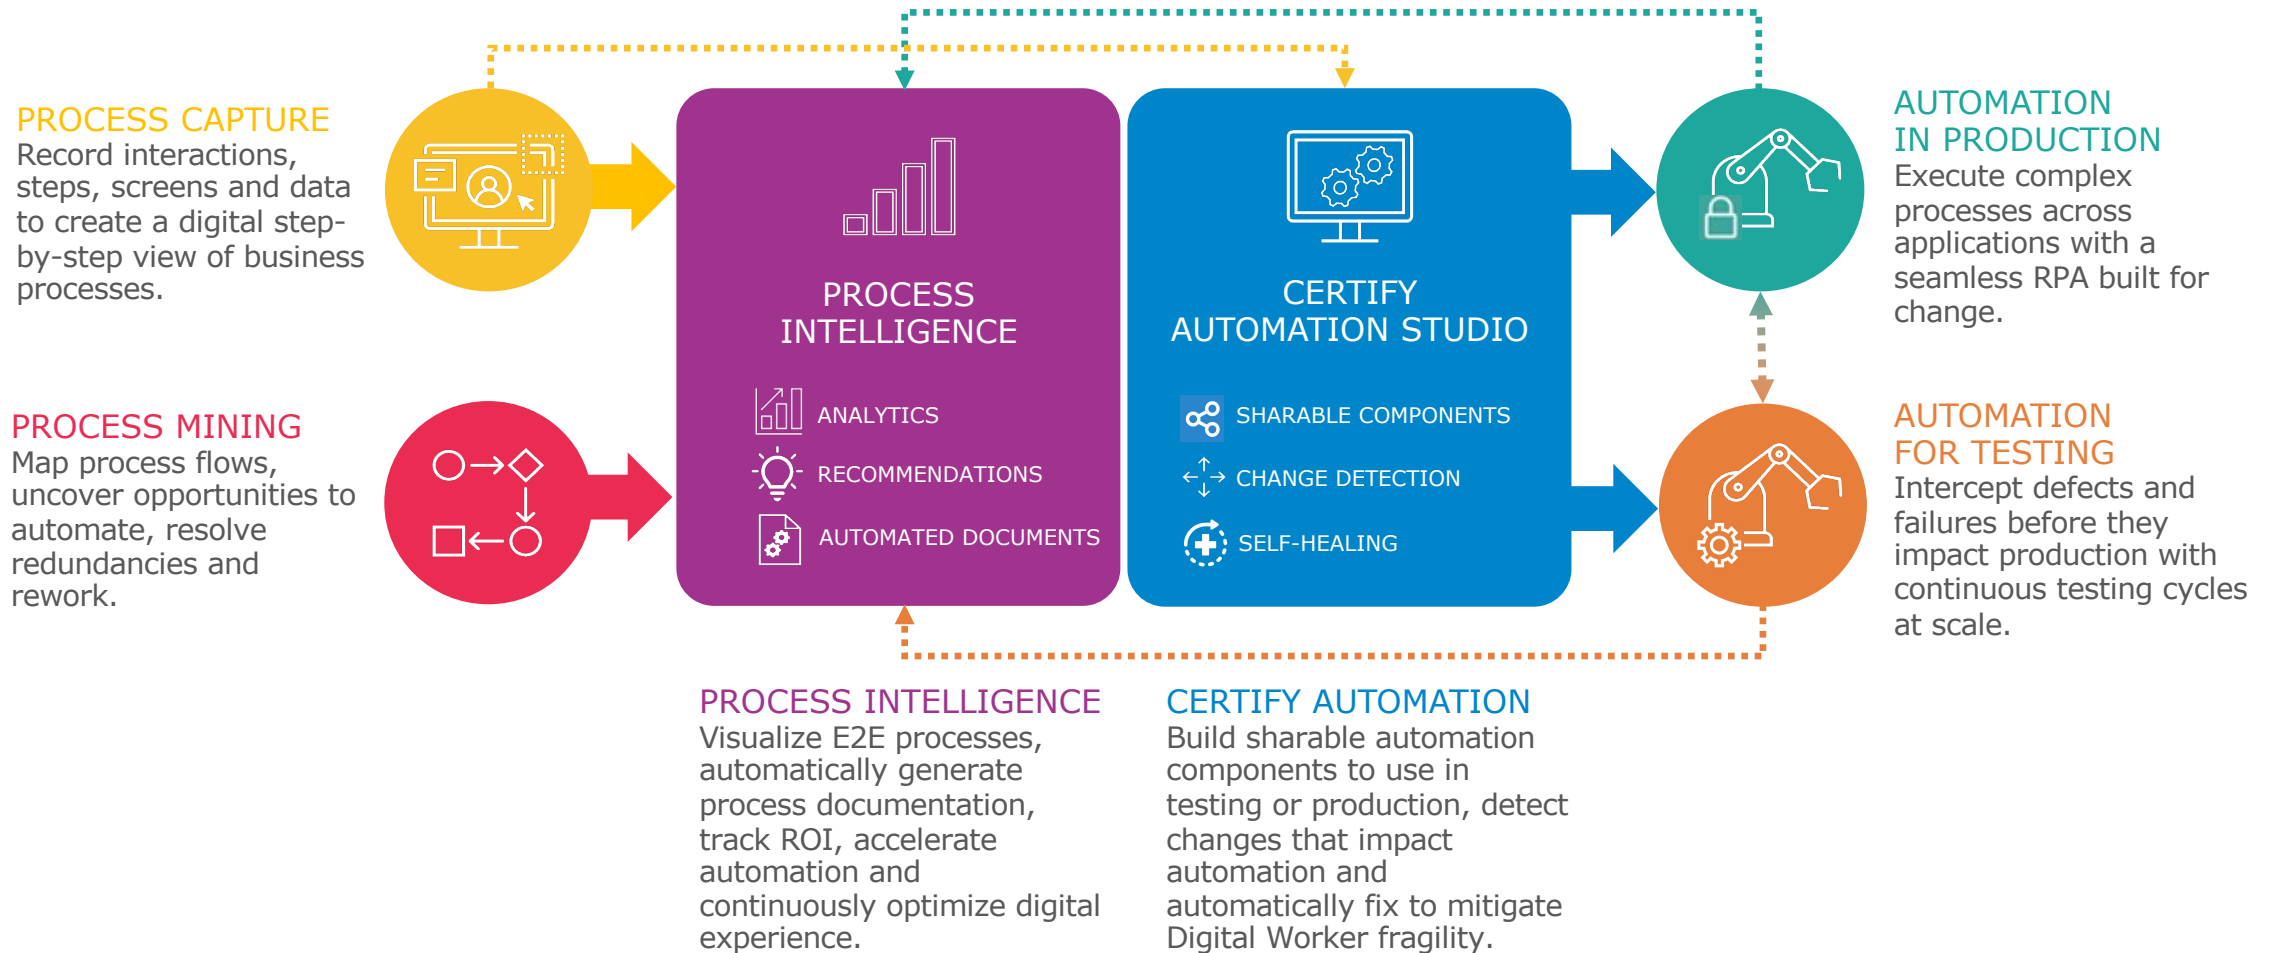 PROCESS CAPTURE
Record interactions,
steps, screens and data
to create a digital step-
by-step view of business
processes.
PROCESS MINING
Map process flows,
uncover opportunities to
automate, resolve
redundancies and
rework.
PROCESS
INTELLIGENCE
ANALYTICS
RECOMMENDATIONS
AUTOMATED DOCUMENTS
CERTIFY
AUTOMATION STUDIO
SHARABLE COMPONENTS
CHANGE DETECTION
SELF-HEALING
AUTOMATION
IN PRODUCTION
Execute complex
processes across
applications with a
seamless RPA built for
change.
AUTOMATION
FOR TESTING
Intercept defects and
failures before they
impact production with
continuous testing cycles
at scale.
PROCESS INTELLIGENCE
Visualize E2E processes,
automatically generate
process documentation,
track ROI, accelerate
automation and
continuously optimize digital
experience.
CERTIFY AUTOMATION
Build sharable automation
components to use in
testing or production, detect
changes that impact
automation and
automatically fix to mitigate
Digital Worker fragility.